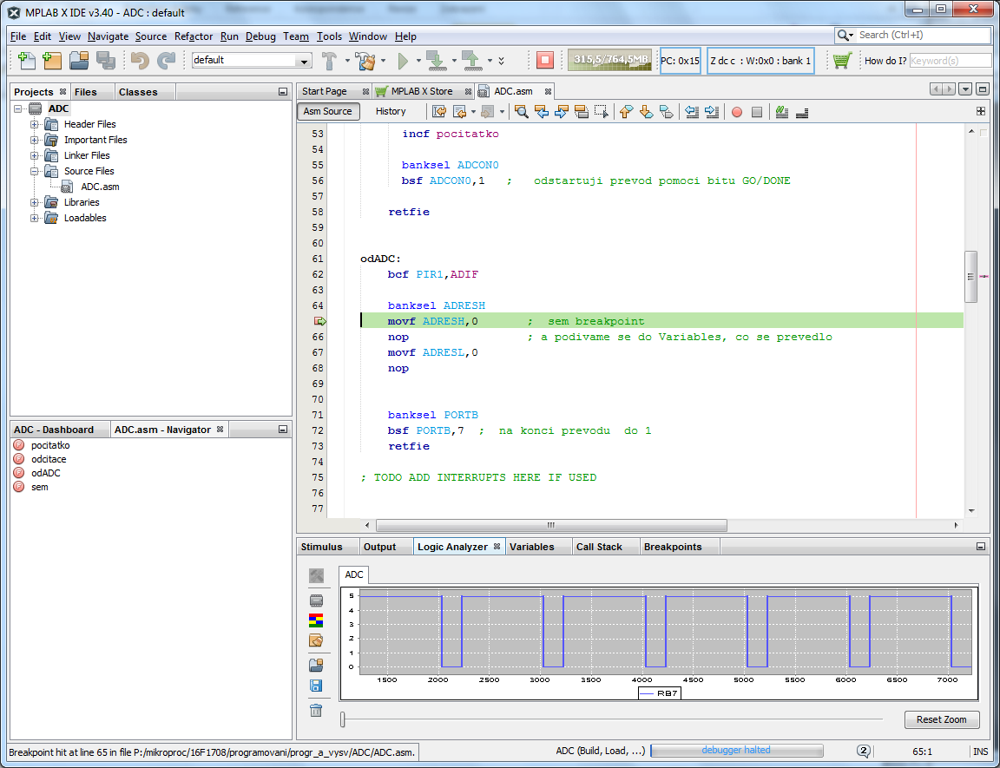 MPLAB X IDE v3.40 - ADC : default
File Edit View Navigate Source Refactor Run Debug Team Tools Window Help
Search (Ctrl+I)
default
315,5/764,5MB
PC: 0x15
Z dc c : W:0x0 : bank 1
How do I? Keyword(s)
Projects Files Classes
ADC
Header Files
Important Files
Linker Files
Source Files
ADC.asm
Libraries
Loadables
Start Page MPLAB X Store ADC.asm
Asm Source History
53 incf pocitatko
54
55 banksel ADCON0
56 bsf ADCON0,1 ; odstartuji prevod pomoci bitu GO/DONE
57
58 retfie
59
60
61 odADC:
62 bcf PIR1,ADIF
63
64 banksel ADRESH
movf ADRESH,0 ; sem breakpoint
66 nop ; a podivame se do Variables, co se prevedlo
67 movf ADRESL,0
68 nop
69
70
71 banksel PORTB
72 bsf PORTB,7 ; na konci prevodu do 1
73 retfie
74
75 ; TODO ADD INTERRUPTS HERE IF USED
76
77
ADC - Dashboard ADC.asm - Navigator
pocitatko
odcitace
odADC
sem
Stimulus Output Logic Analyzer Variables Call Stack Breakpoints
ADC
5
4
3
2
1
0
1500 2000 2500 3000 3500 4000 4500 5000 5500 6000 6500 7000
RB7
Reset Zoom
Breakpoint hit at line 65 in file P:/mikroproc/16F1708/programovani/progr_a_vysv/ADC/ADC.asm.
ADC (Build, Load, ...) debugger halted 2 65:1 INS